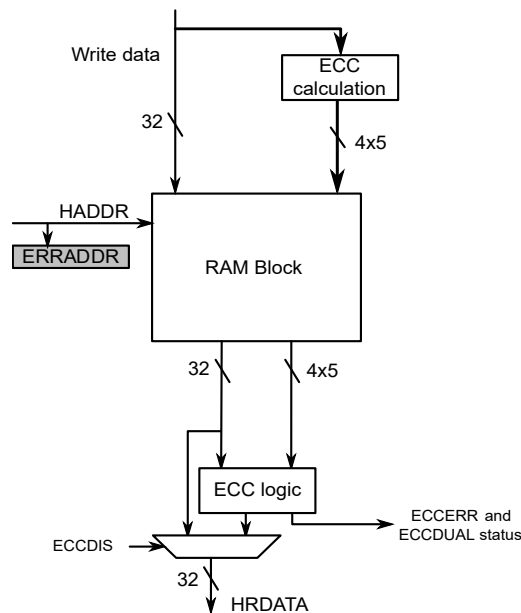 Write data
ECC
calculation
32
4x5
HADDR
ERRADDR
RAM Block
32
4x5
ECC logic
ECCERR and
ECCDUAL status
ECCDIS
32
HRDATA